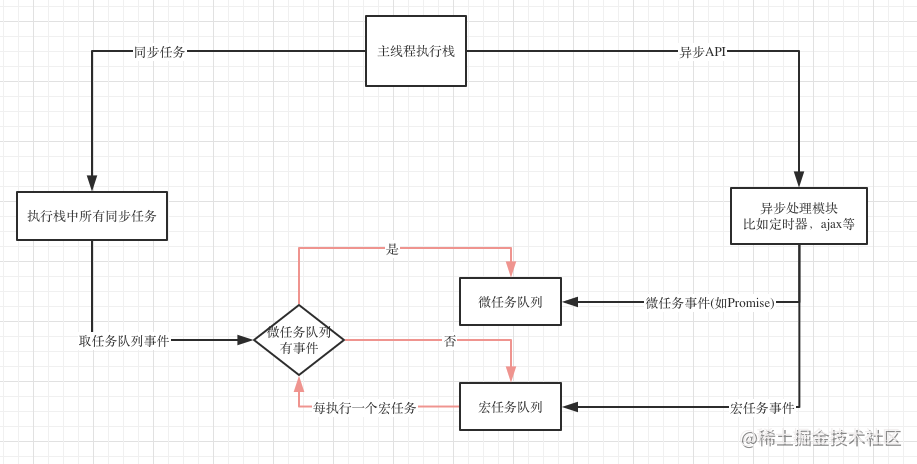 主线程执行栈
同步任务
异步API
执行栈中所有同步任务
异步处理模块
比如定时器，ajax等
是
微任务队列
微任务事件(如Promise)
取任务队列事件
微任务队列
有事件
否
每执行一个宏任务
宏任务队列
宏任务事件
@稀土掘金技术社区